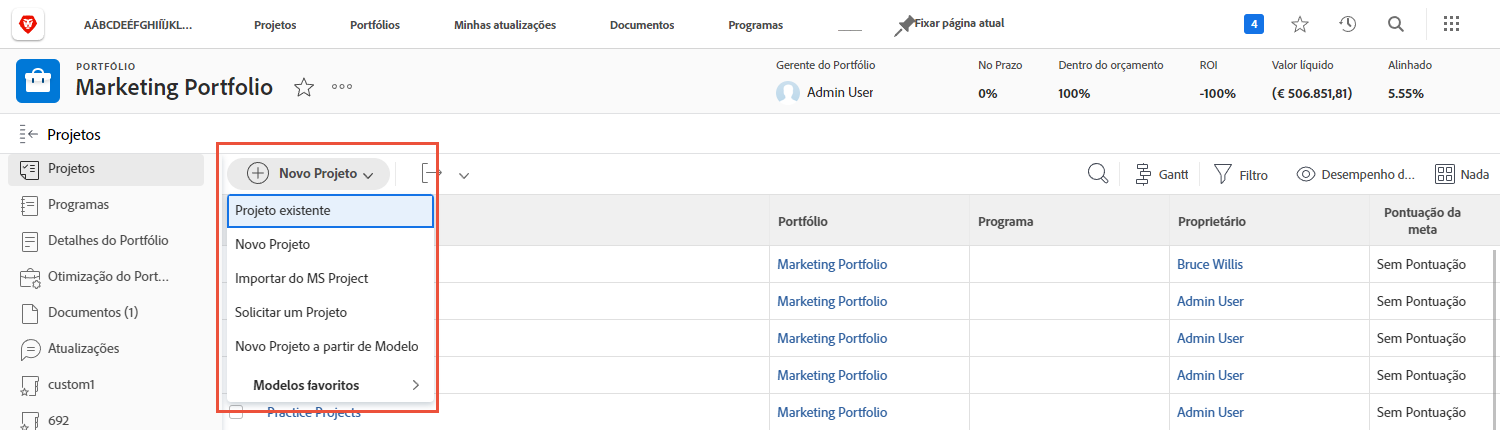 AÁBCDEÉFGHIÍÏJKL...
Projetos
Portfólios
Minhas atualizações
Documentos
Programas
Fixar página atual
4
PORTFÓLIO
Marketing Portfolio
Gerente do Portfólio
Admin User
No Prazo
0%
Dentro do orçamento
100%
ROI
-100%
Valor líquido
(€ 506.851,81)
Alinhado
5.55%
Projetos
Projetos
Programas
Detalhes do Portfólio
Otimização do Port...
Documentos (1)
Atualizações
custom1
692
Novo Projeto
Gantt
Filtro
Desempenho d...
Nada
Projeto existente
Novo Projeto
Importar do MS Project
Solicitar um Projeto
Novo Projeto a partir de Modelo
Modelos favoritos
Portfólio
Programa
Proprietário
Pontuação da
meta
Marketing Portfolio
Bruce Willis
Sem Pontuação
Marketing Portfolio
Admin User
Sem Pontuação
Marketing Portfolio
Admin User
Sem Pontuação
Marketing Portfolio
Admin User
Sem Pontuação
Practice Projects
Marketing Portfolio
Admin User
Sem Pontuação